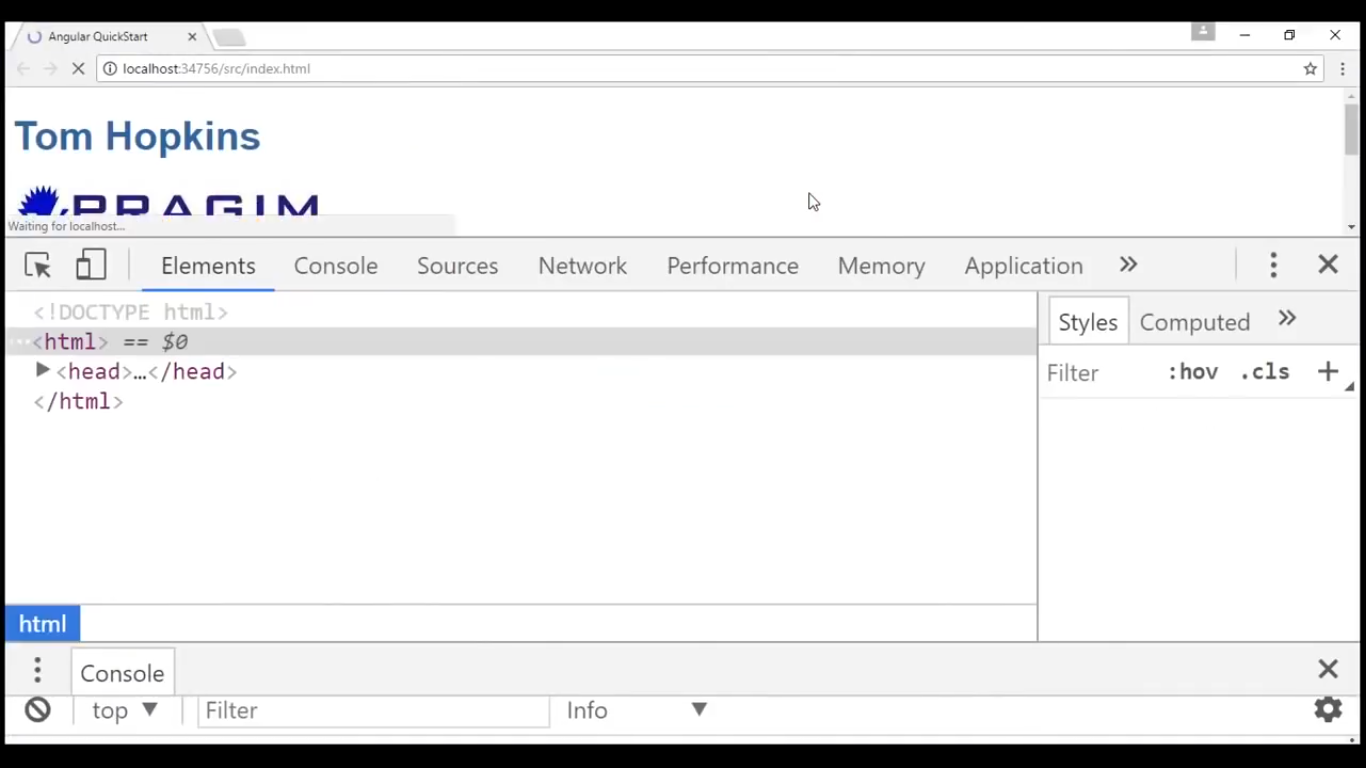 Angular QuickStart
localhost:34756/src/index.html
Tom Hopkins
PRAGIM
Waiting for localhost...
Elements Console Sources Network Performance Memory Application »
<!DOCTYPE html>
···<html> == $0
▶<head>…</head>
</html>
Styles Computed »
Filter :hov .cls +
html
Console
top ▼ Filter Info ▼